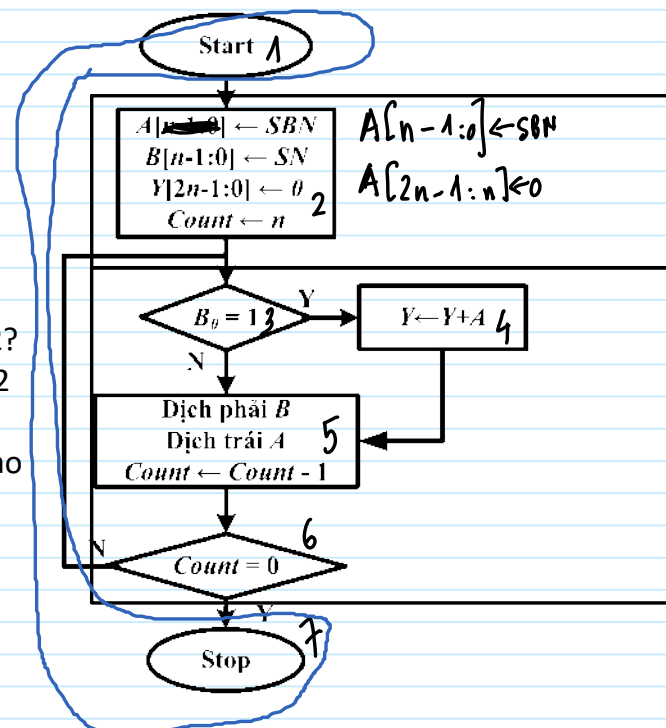 Start 1
A[n-1:0] ← SBN
A[n-1:0] ← SBN
B[n-1:0] ← SN
A[2n-1:n] ← 0
Y[2n-1:0] ← 0
2
Count ← n
Y
B0 = 1 3
Y ← Y+A 4
?
2
N
Dịch phải B
Dịch trái A 5
Count ← Count - 1
ho
6
N
Count = 0
Y
7
Stop